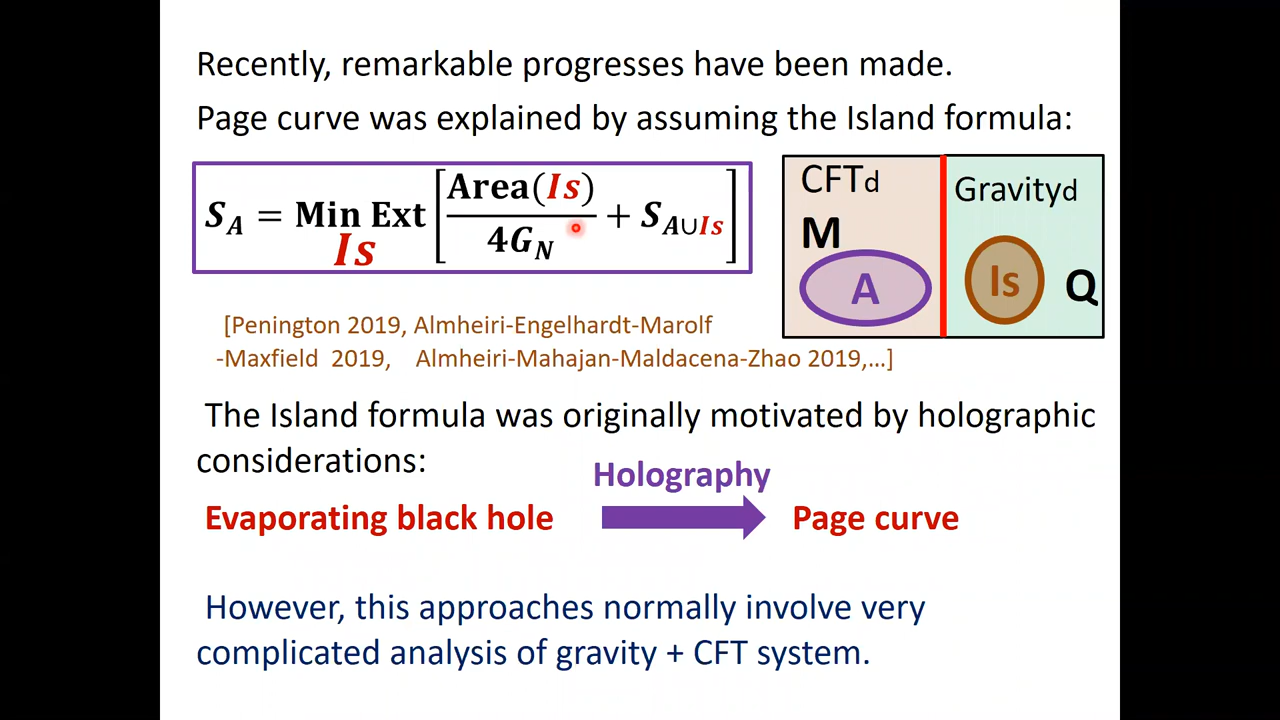 Recently, remarkable progresses have been made.
Page curve was explained by assuming the Island formula:
S_A = Min Ext_{Is} [ Area(Is) / 4G_N + S_{A∪Is} ]
CFTd
M
A
Gravityd
Is
Q
[Penington 2019, Almheiri-Engelhardt-Marolf
-Maxfield 2019, Almheiri-Mahajan-Maldacena-Zhao 2019,...]
The Island formula was originally motivated by holographic
considerations:
Holography
Evaporating black hole
Page curve
However, this approaches normally involve very
complicated analysis of gravity + CFT system.